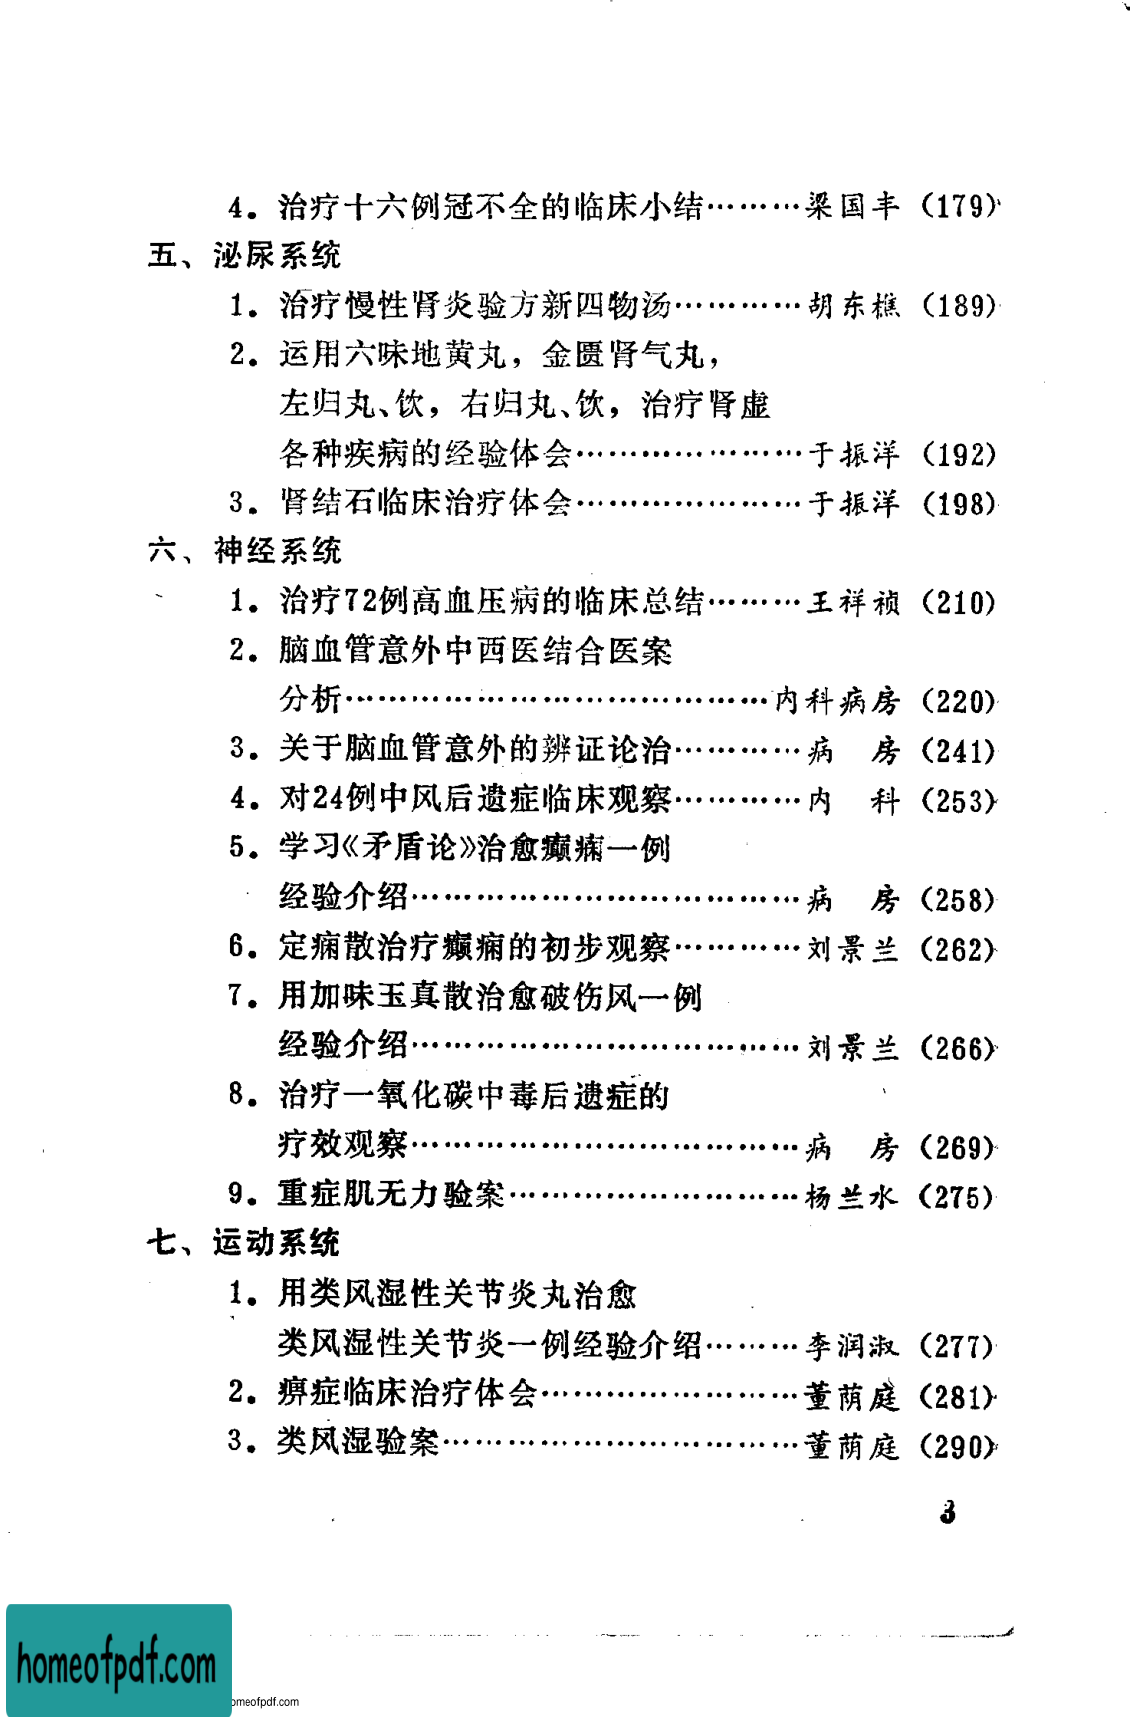 4. 治疗十六例冠不全的临床小结………梁国丰（179）
五、泌尿系统
1. 治疗慢性肾炎验方新四物汤…………胡东樵（189）
2. 运用六味地黄丸，金匮肾气丸，
左归丸、饮，右归丸、饮，治疗肾虚
各种疾病的经验体会…………………于振洋（192）
3. 肾结石临床治疗体会…………………于振洋（198）
六、神经系统
1. 治疗72例高血压病的临床总结………王祥祯（210）
2. 脑血管意外中西医结合医案
分析…………………………………内科病房（220）
3. 关于脑血管意外的辨证论治…………病　房（241）
4. 对24例中风后遗症临床观察…………内　科（253）
5. 学习《矛盾论》治愈癫痫一例
经验介绍………………………………病　房（258）
6. 定痫散治疗癫痫的初步观察…………刘景兰（262）
7. 用加味玉真散治愈破伤风一例
经验介绍………………………………刘景兰（266）
8. 治疗一氧化碳中毒后遗症的
疗效观察………………………………病　房（269）
9. 重症肌无力验案………………………杨兰水（275）
七、运动系统
1. 用类风湿性关节炎丸治愈
类风湿性关节炎一例经验介绍………李润淑（277）
2. 痹症临床治疗体会……………………董荫庭（281）
3. 类风湿验案……………………………董荫庭（290）
3
homeofpdf.com
omeofpdf.com